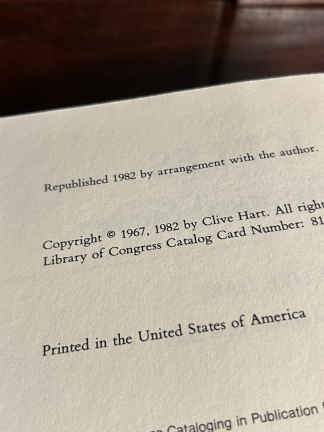 Republished 1982 by arrangement with the author.
Copyright © 1967, 1982 by Clive Hart. All right
Library of Congress Catalog Card Number: 81
Printed in the United States of America
Cataloging in Publication